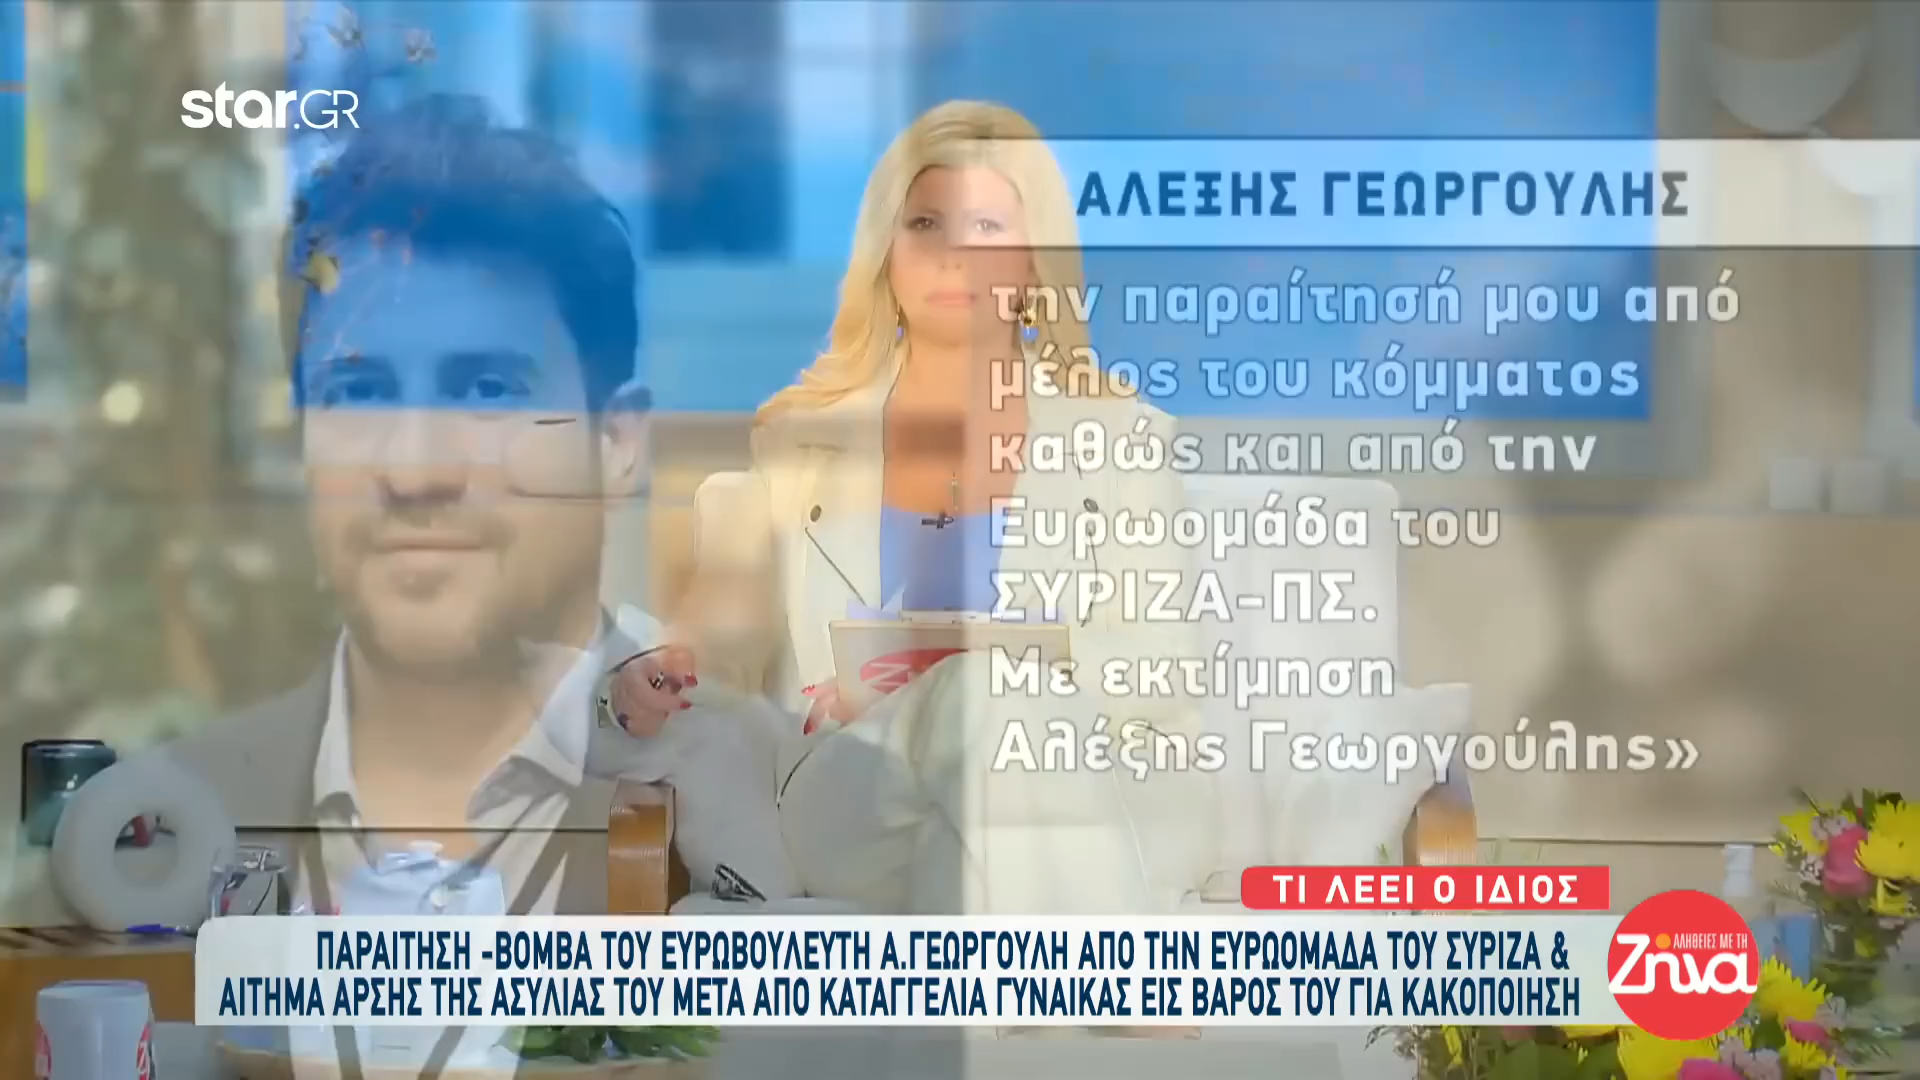 star.GR
ΑΛΕΞΗΣ ΓΕΩΡΓΟΥΛΗΣ
την παραίτησή μου από
μέλος του κόμματος
καθώς και από την
Ευρωομάδα του
ΣΥΡΙΖΑ-ΠΣ.
Με εκτίμηση
Αλέξης Γεωργούλης»
ΤΙ ΛΕΕΙ Ο ΙΔΙΟΣ
ΠΑΡΑΙΤΗΣΗ -ΒΟΜΒΑ ΤΟΥ ΕΥΡΩΒΟΥΛΕΥΤΗ Α.ΓΕΩΡΓΟΥΛΗ ΑΠΟ ΤΗΝ ΕΥΡΩΟΜΑΔΑ ΤΟΥ ΣΥΡΙΖΑ &
ΑΙΤΗΜΑ ΑΡΣΗΣ ΤΗΣ ΑΣΥΛΙΑΣ ΤΟΥ ΜΕΤΑ ΑΠΟ ΚΑΤΑΓΓΕΛΙΑ ΓΥΝΑΙΚΑΣ ΕΙΣ ΒΑΡΟΣ ΤΟΥ ΓΙΑ ΚΑΚΟΠΟΙΗΣΗ
ΑΛΗΘΕΙΕΣ ΜΕ ΤΗ
Ζήνα